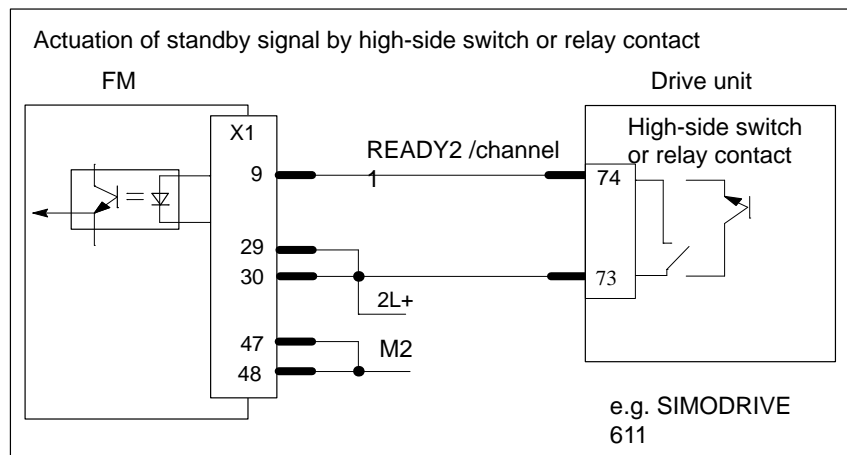 Actuation of standby signal by high-side switch or relay contact
FM
Drive unit
X1
READY2 /channel
1
High-side switch
or relay contact
9
74
29
30
73
2L+
47
M2
48
e.g. SIMODRIVE
611